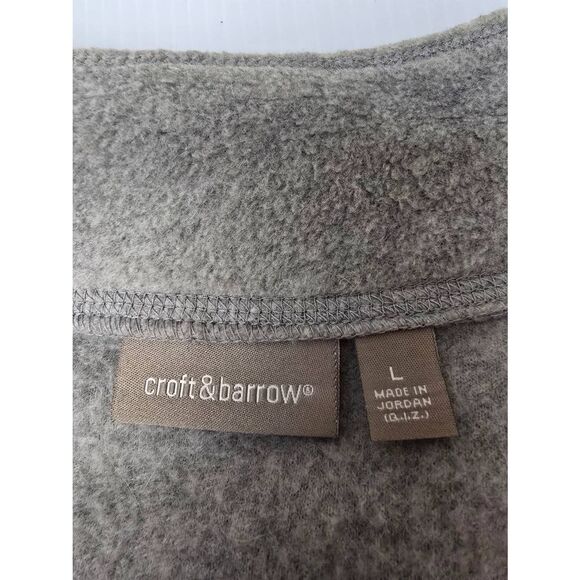 croft&barrow®
L
MADE IN
JORDAN
(Q.I.Z.)